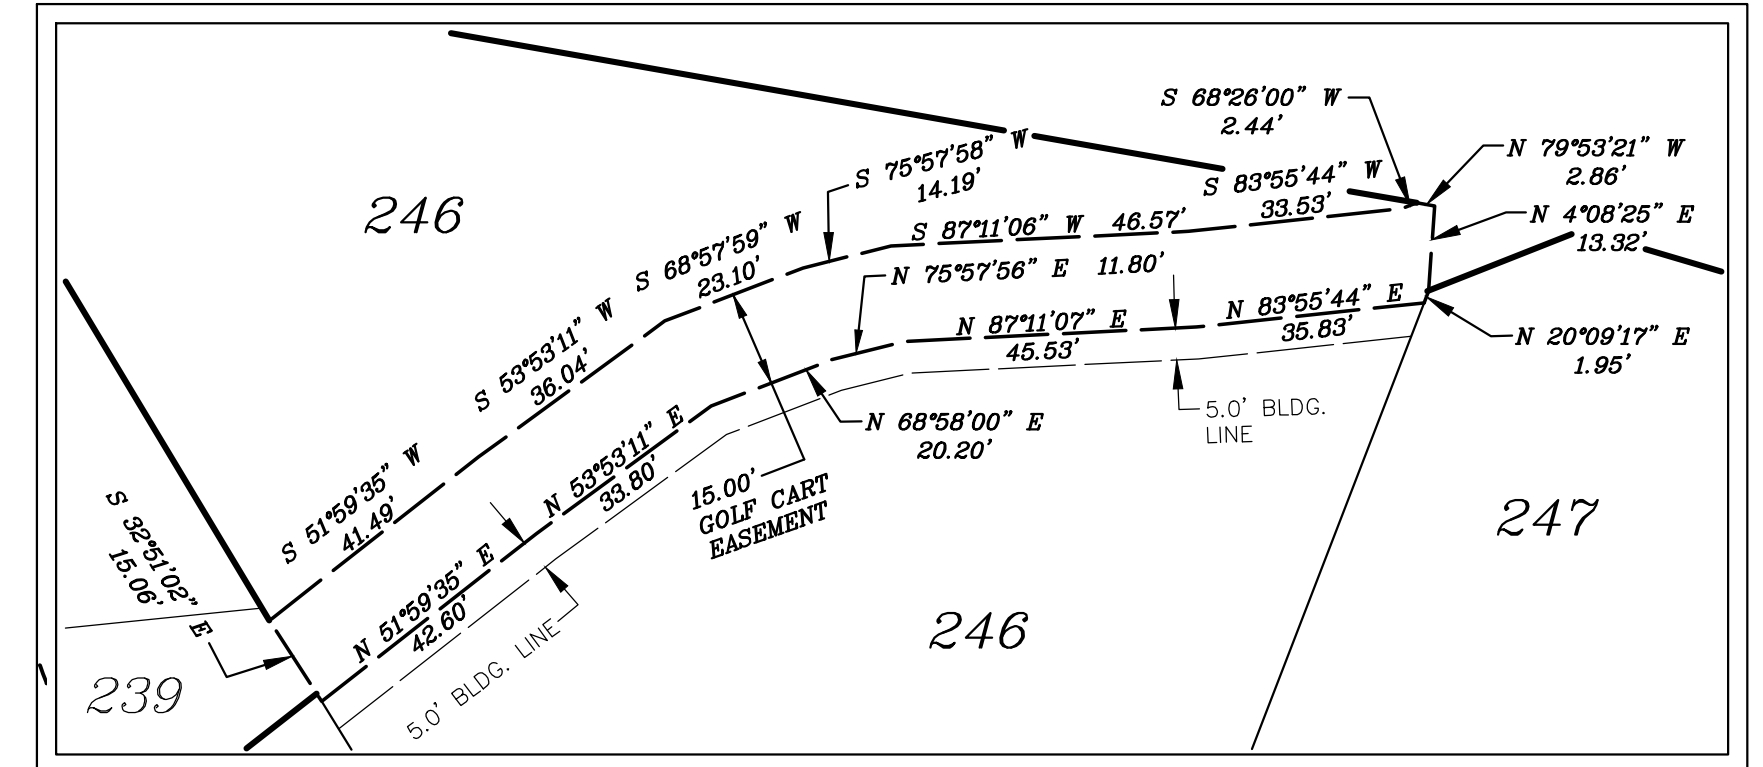 S 68°26'00" W
2.44'
N 79°53'21" W
2.86'
S 75°57'58" W
14.19'
S 83°55'44" W
33.53'
N 4°08'25" E
13.32'
246
S 87°11'06" W 46.57'
S 68°57'59" W
23.10'
N 75°57'56" E 11.80'
N 83°55'44" E
35.83'
N 87°11'07" E
45.53'
N 20°09'17" E
1.95'
S 53°53'11" W
36.04'
5.0' BLDG.
LINE
N 68°58'00" E
20.20'
N 53°53'11" E
33.80'
15.00'
GOLF CART
EASEMENT
S 51°59'35" W
41.49'
S 32°51'02" E
15.06'
247
N 51°59'35" E
42.60'
246
5.0' BLDG. LINE
239